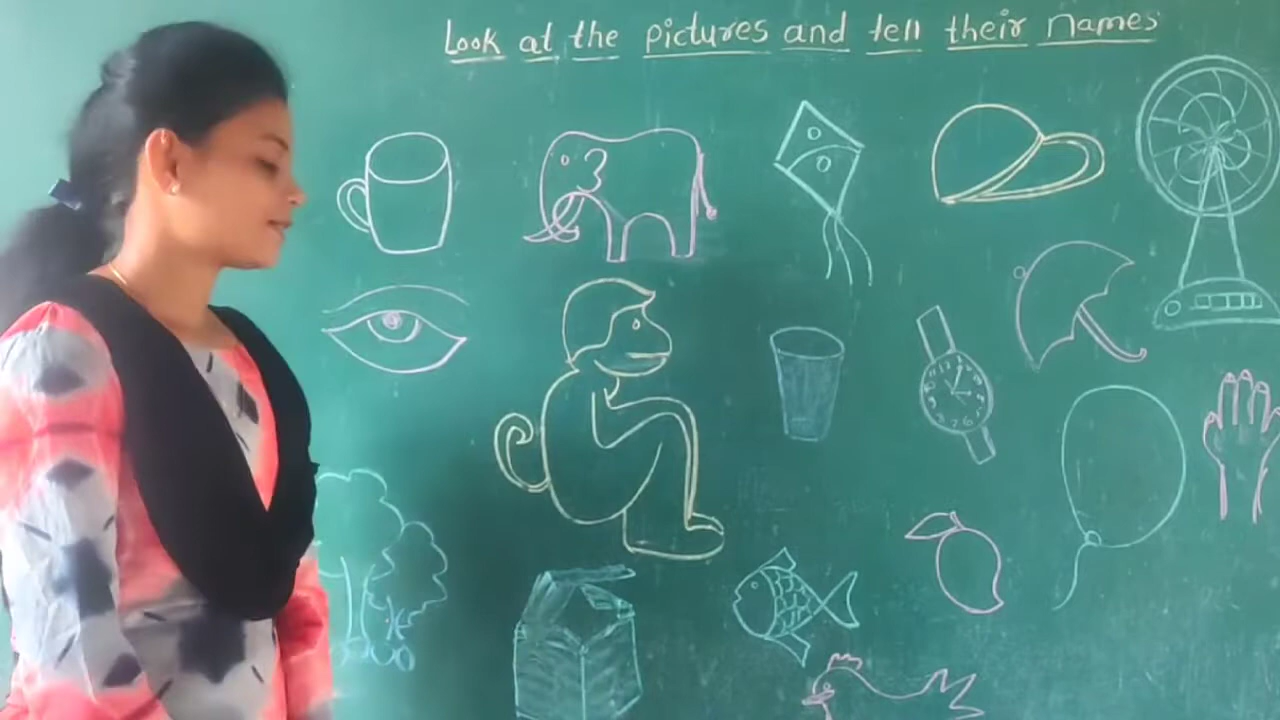 Look at the pictures and tell their names